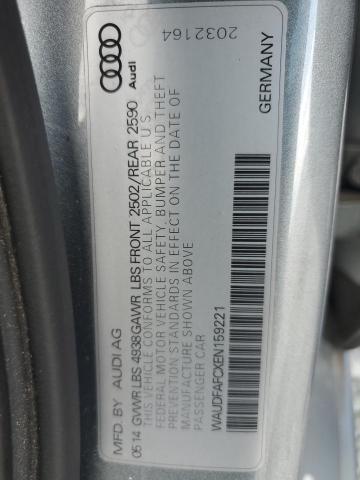 MFD. BY AUDI AG
05 14 GVWR LBS 4938 GAWR LBS FRONT 2502/REAR 2590
THIS VEHICLE CONFORMS TO ALL APPLICABLE U S
FEDERAL MOTOR VEHICLE SAFETY, BUMPER AND THEFT
PREVENTION STANDARDS IN EFFECT ON THE DATE OF
MANUFACTURE SHOWN ABOVE
PASSENGER CAR
WAUDFAFCXEN159221
Audi
2032164
GERMANY